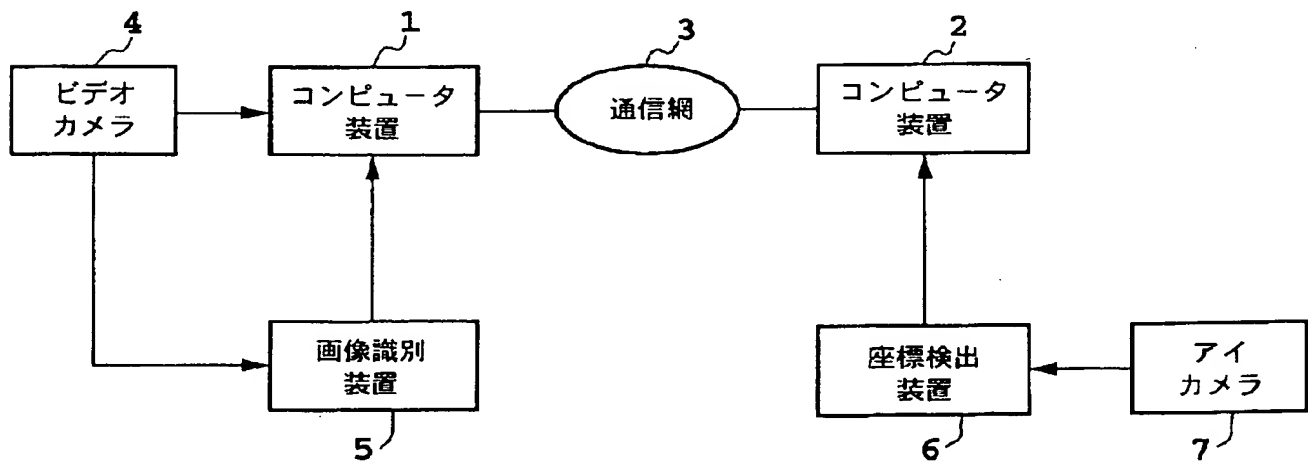 4
1
3
2
ビデオ
カメラ
コンピュータ
装置
通信網
コンピュータ
装置
画像識別
装置
座標検出
装置
アイ
カメラ
5
6
7